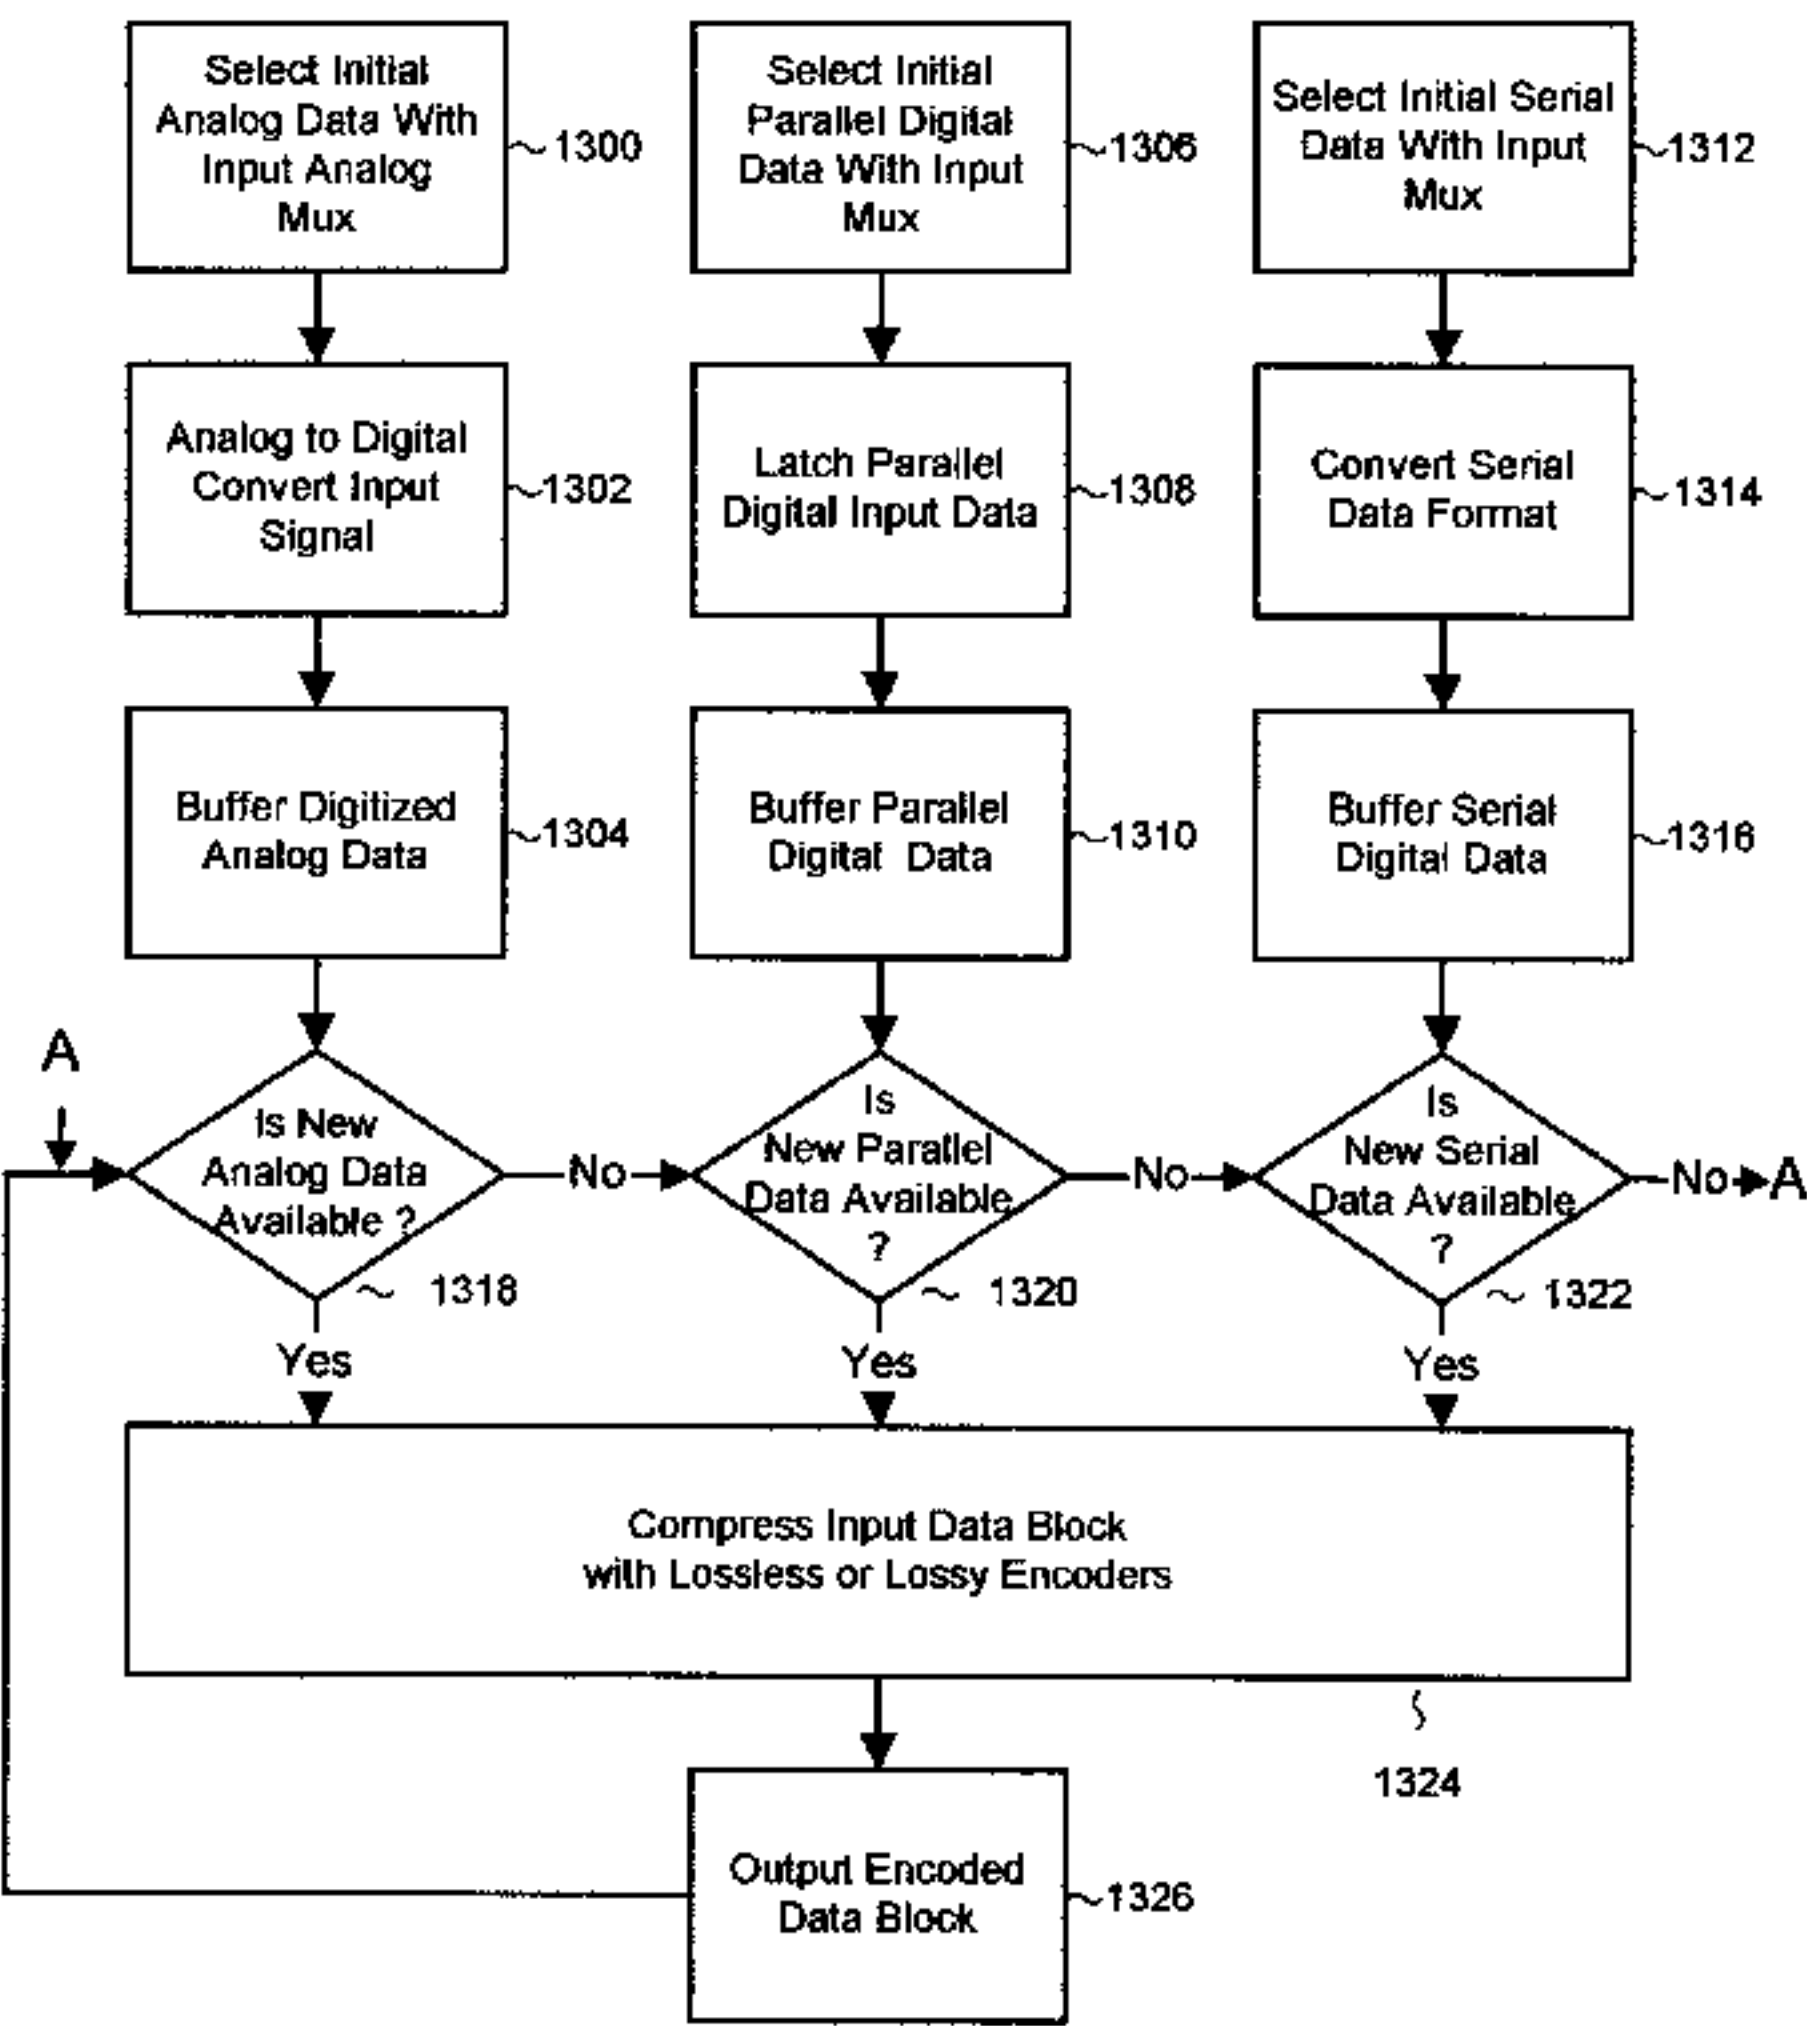 Select Initial
Analog Data With
Input Analog
Mux
1300
Select Initial
Parallel Digital
Data With Input
Mux
1306
Select Initial Serial
Data With Input
Mux
1312
Analog to Digital
Convert Input
Signal
1302
Latch Parallel
Digital Input Data
1308
Convert Serial
Data Format
1314
Buffer Digitized
Analog Data
1304
Buffer Parallel
Digital Data
1310
Buffer Serial
Digital Data
1316
A
Is New
Analog Data
Available ?
1318
No
Is
New Parallel
Data Available
?
1320
No
Is
New Serial
Data Available
?
1322
No
A
Yes
Yes
Yes
Compress Input Data Block
with Lossless or Lossy Encoders
1324
Output Encoded
Data Block
1326